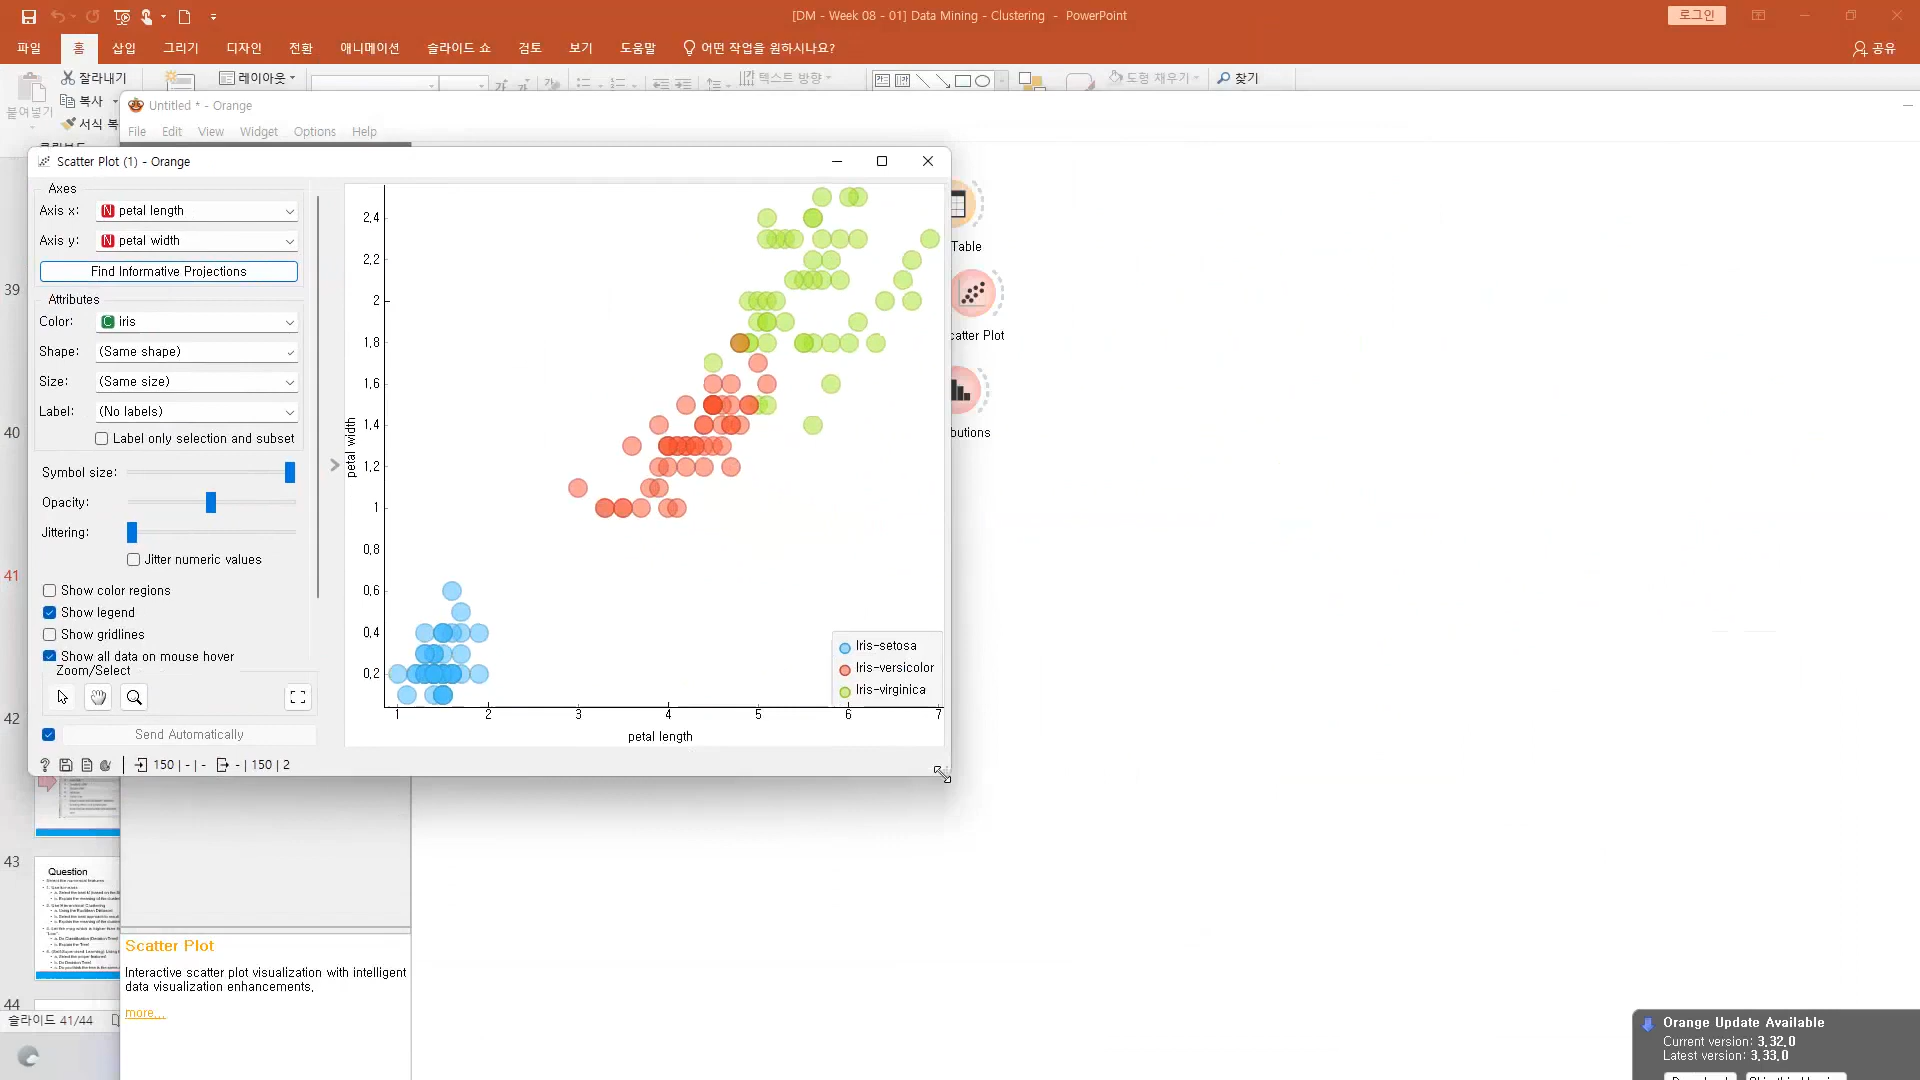 [DM - Week 08 - 01] Data Mining - Clustering - PowerPoint
로그인
파일 홈 삽입 그리기 디자인 전환 애니메이션 슬라이드 쇼 검토 보기 도움말 어떤 작업을 원하시나요? 공유
잘라내기 레이아웃 텍스트 방향 도형 채우기 찾기
붙여넣기 복사
서식 복
Untitled * - Orange
File Edit View Widget Options Help
Scatter Plot (1) - Orange
Axes
Axis x: N petal length
Axis y: N petal width
Find Informative Projections
Attributes
Color: C iris
Shape: (Same shape)
Size: (Same size)
Label: (No labels)
Label only selection and subset
Symbol size:
Opacity:
Jittering:
Jitter numeric values
Show color regions
Show legend
Show gridlines
Show all data on mouse hover
Zoom/Select
Send Automatically
150 | - | - - | 150 | 2
2,4
2,2
2
1,8
1,6
1,4
1,2
1
0,8
0,6
0,4
0,2
petal width
1 2 3 4 5 6 7
petal length
Iris-setosa
Iris-versicolor
Iris-virginica
Table
catter Plot
butions
39
40
41
42
43
44
Question
슬라이드 41/44
Scatter Plot
Interactive scatter plot visualization with intelligent
data visualization enhancements,
more...
Orange Update Available
Current version: 3,32,0
Latest version: 3,33,0